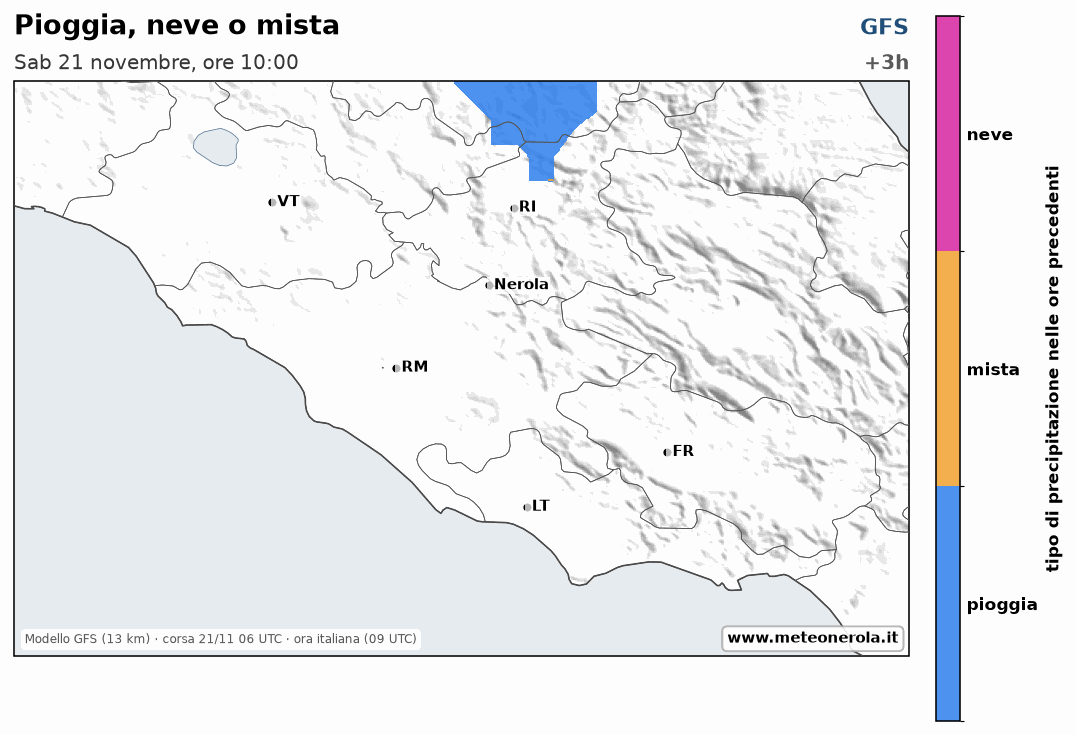 Pioggia, neve o mista
GFS
Sab 21 novembre, ore 10:00
+3h
neve
mista
pioggia
tipo di precipitazione nelle ore precedenti
VT
RI
Nerola
RM
FR
LT
Modello GFS (13 km) · corsa 21/11 06 UTC · ora italiana (09 UTC)
www.meteonerola.it